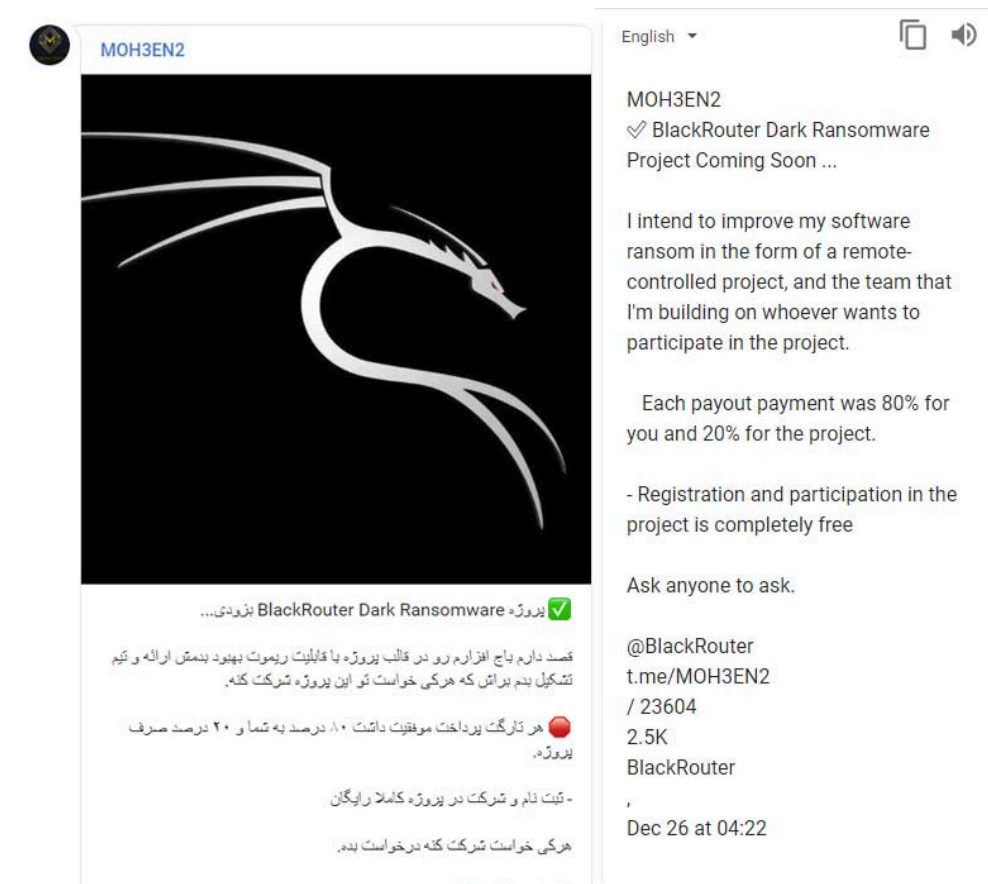 MOH3EN2
✅ پروژه BlackRouter Dark Ransomware بزودی...
قصد دارم باج افزارم رو در قالب پروژه با قابلیت ریموت بهبود بدمش ارائه و تیم
تشکیل بدم براش که هرکی خواست تو این پروژه شرکت کنه.
🛑 هر تارگت پرداخت موفقیت داشت ۸۰ درصد به شما و ۲۰ درصد صرف
پروژه.
- ثبت نام و شرکت در پروژه کاملا رایگان
هرکی خواست شرکت کنه درخواست بده.
English
MOH3EN2
✅ BlackRouter Dark Ransomware
Project Coming Soon ...
I intend to improve my software
ransom in the form of a remote-
controlled project, and the team that
I'm building on whoever wants to
participate in the project.
Each payout payment was 80% for
you and 20% for the project.
- Registration and participation in the
project is completely free
Ask anyone to ask.
@BlackRouter
t.me/MOH3EN2
/ 23604
2.5K
BlackRouter
,
Dec 26 at 04:22